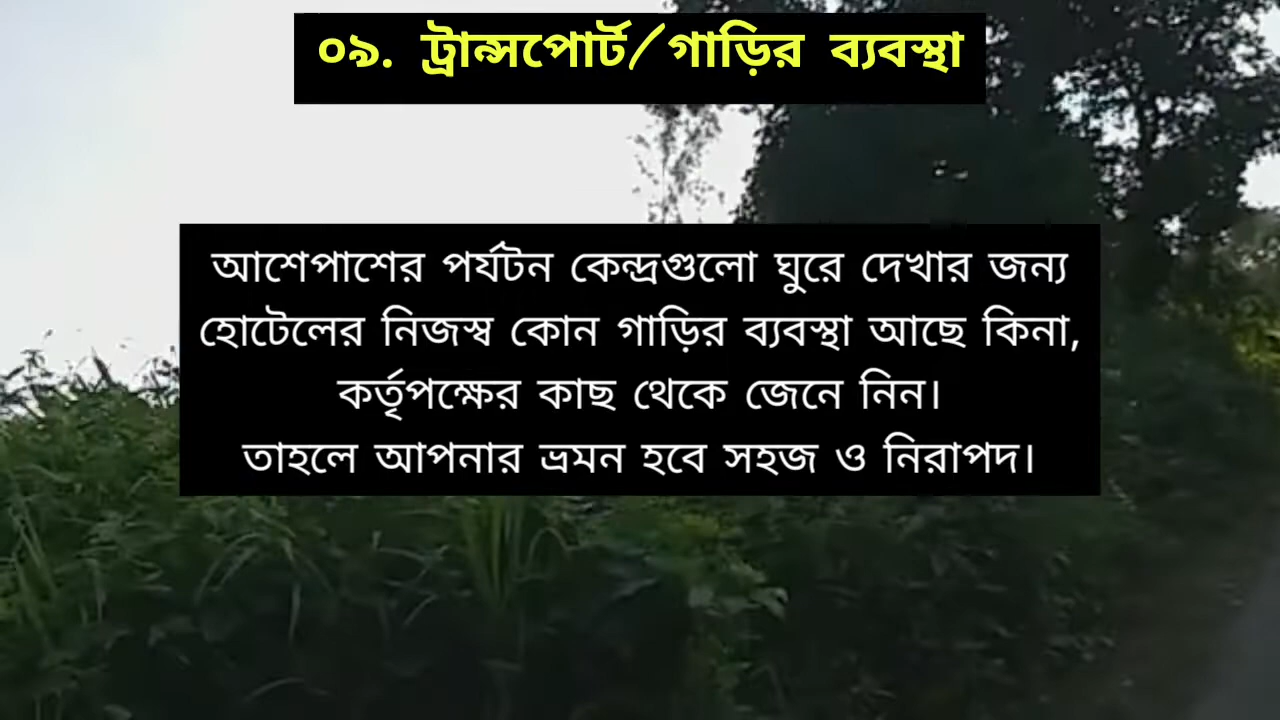 ০৯. ট্রান্সপোর্ট/গাড়ির ব্যবস্থা
আশেপাশের পর্যটন কেন্দ্রগুলো ঘুরে দেখার জন্য
হোটেলের নিজস্ব কোন গাড়ির ব্যবস্থা আছে কিনা,
কর্তৃপক্ষের কাছ থেকে জেনে নিন।
তাহলে আপনার ভ্রমন হবে সহজ ও নিরাপদ।